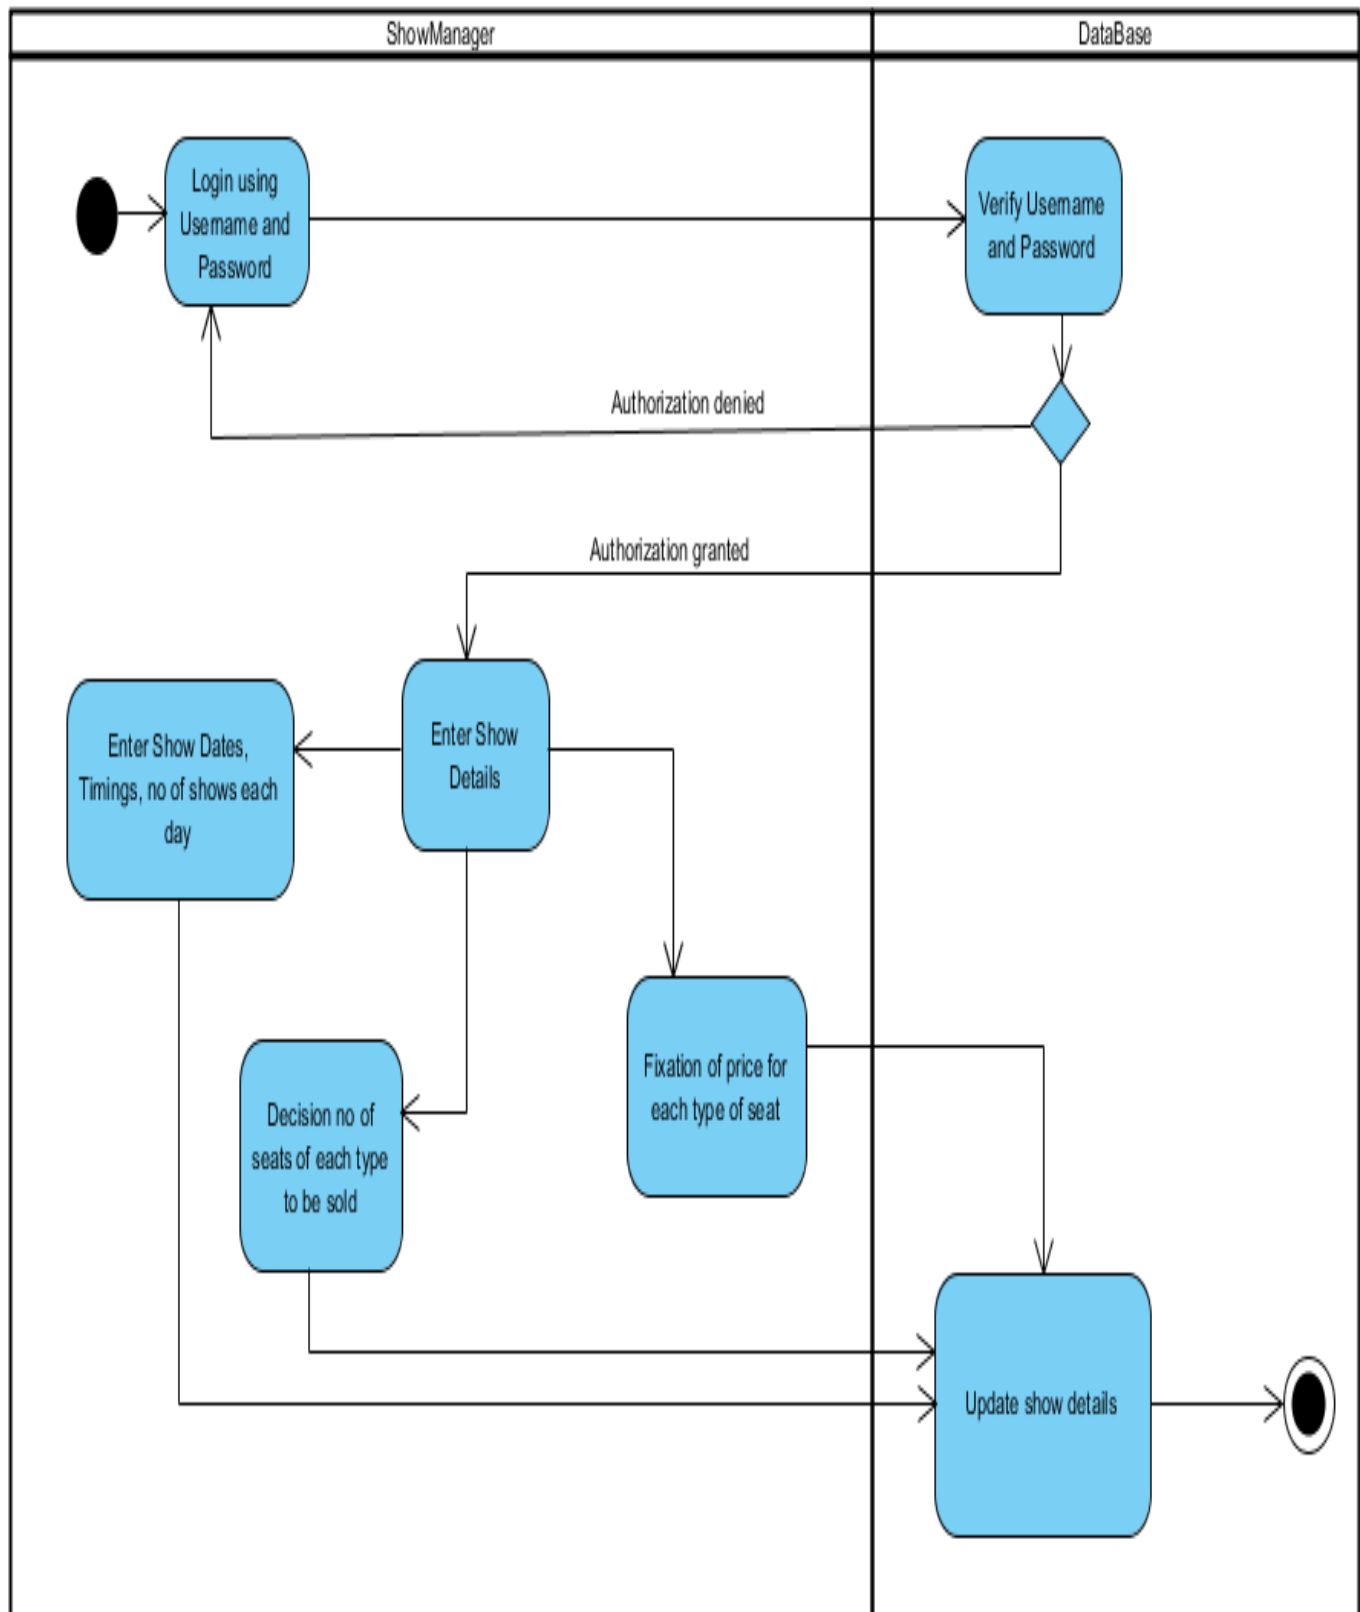 ShowManager
DataBase
Login using
Username and
Password
Verify Username
and Password
Authorization denied
Authorization granted
Enter Show Dates,
Timings, no of shows each
day
Enter Show
Details
Fixation of price for
each type of seat
Decision no of
seats of each type
to be sold
Update show details